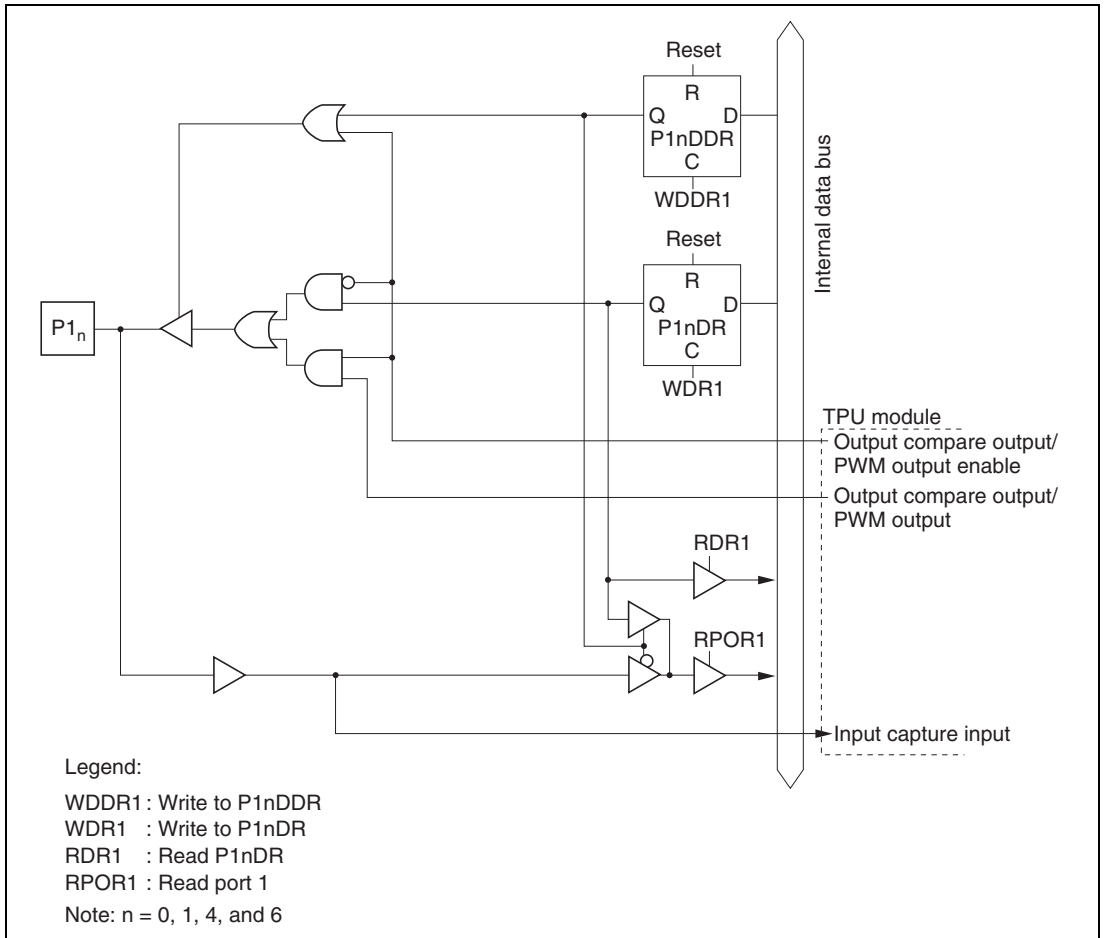 Reset
R
Q D
P1nDDR
C
WDDR1
Internal data bus
Reset
R
Q D
P1nDR
C
WDR1
P1n
TPU module
Output compare output/
PWM output enable
Output compare output/
PWM output
RDR1
RPOR1
Input capture input
Legend:
WDDR1 : Write to P1nDDR
WDR1 : Write to P1nDR
RDR1 : Read P1nDR
RPOR1 : Read port 1
Note: n = 0, 1, 4, and 6